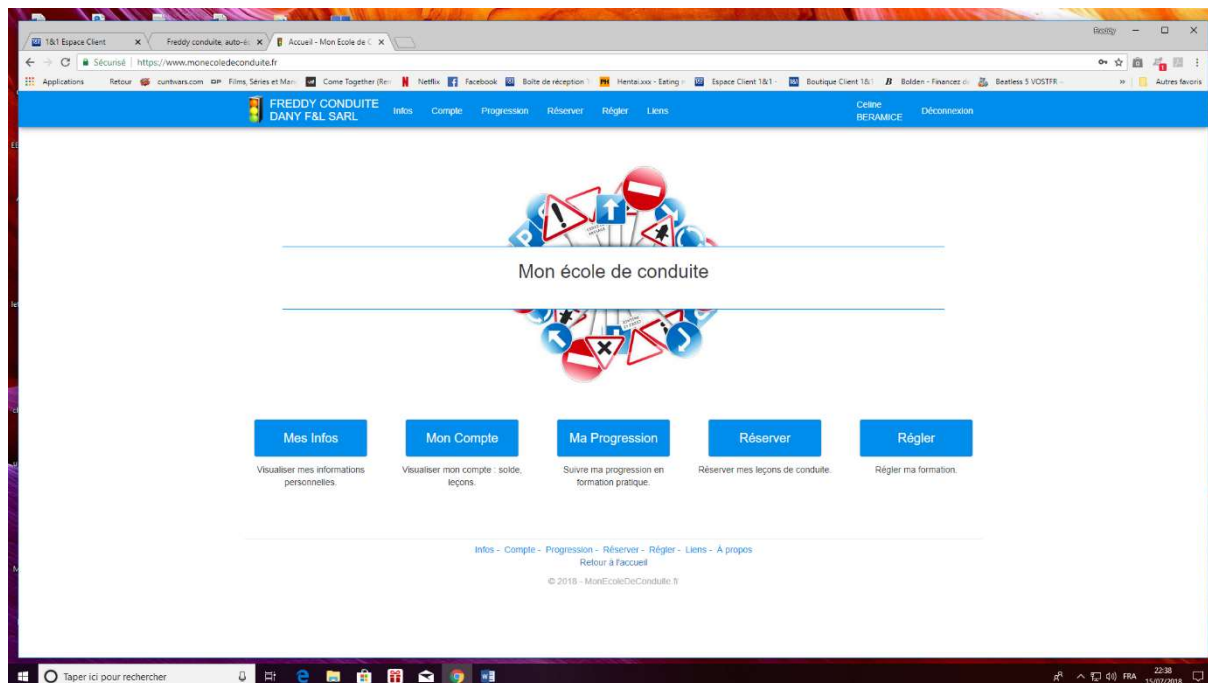 1&1 Espace Client
Freddy conduite, auto-éc
Accueil - Mon Ecole de C
Sécurisé | https://www.monecoledeconduite.fr
Applications Retour cuntwars.com DP Films, Séries et Man Come Together (Re Netflix Facebook Boîte de réception Hentai.xxx - Eating Espace Client 1&1 - Boutique Client 1&1 B Bolden - Financez d Beatless 5 VOSTFR - » Autres favoris
FREDDY CONDUITE
DANY F&L SARL
Infos Compte Progression Réserver Régler Liens
Celine
BERAMICE
Déconnexion
Mon école de conduite
Mes Infos
Visualiser mes informations
personnelles.
Mon Compte
Visualiser mon compte : solde,
leçons.
Ma Progression
Suivre ma progression en
formation pratique.
Réserver
Réserver mes leçons de conduite.
Régler
Régler ma formation.
Infos - Compte - Progression - Réserver - Régler - Liens - À propos
Retour à l'accueil
© 2018 - MonEcoleDeConduite.fr
Taper ici pour rechercher
FRA
22:38
15/07/2018